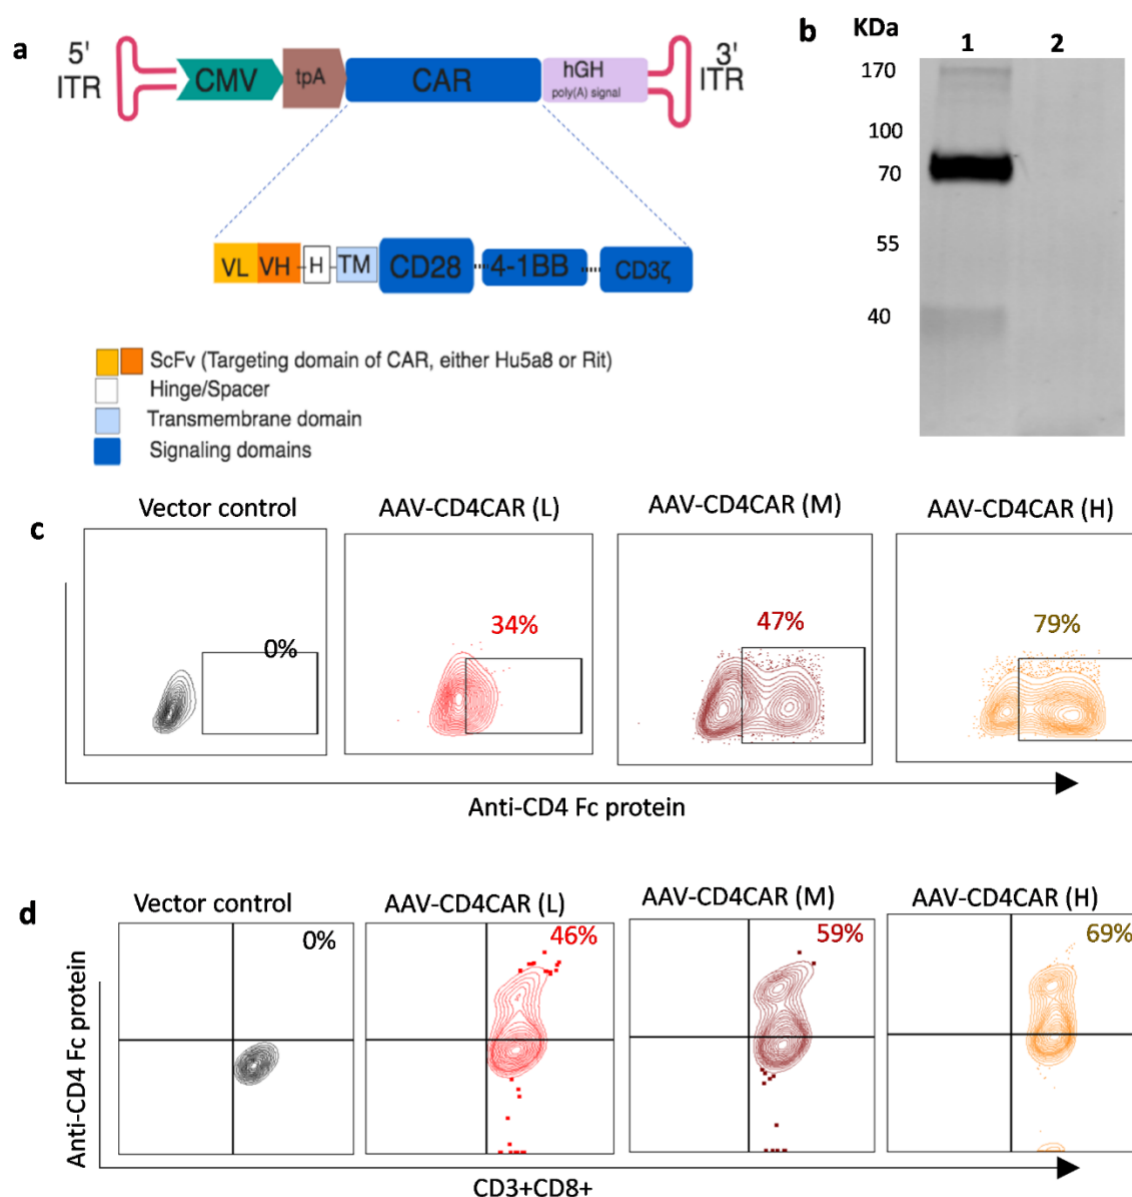 a
5'
ITR
CMV
tpA
CAR
hGH
poly(A) signal
3'
ITR
VL
VH
H
TM
CD28
4-1BB
CD3ζ
ScFv (Targeting domain of CAR, either Hu5a8 or Rit)
Hinge/Spacer
Transmembrane domain
Signaling domains
b
KDa
1
2
170
100
70
55
40
c
Vector control
AAV-CD4CAR (L)
AAV-CD4CAR (M)
AAV-CD4CAR (H)
0%
34%
47%
79%
Anti-CD4 Fc protein
d
Vector control
AAV-CD4CAR (L)
AAV-CD4CAR (M)
AAV-CD4CAR (H)
0%
46%
59%
69%
Anti-CD4 Fc protein
CD3+CD8+